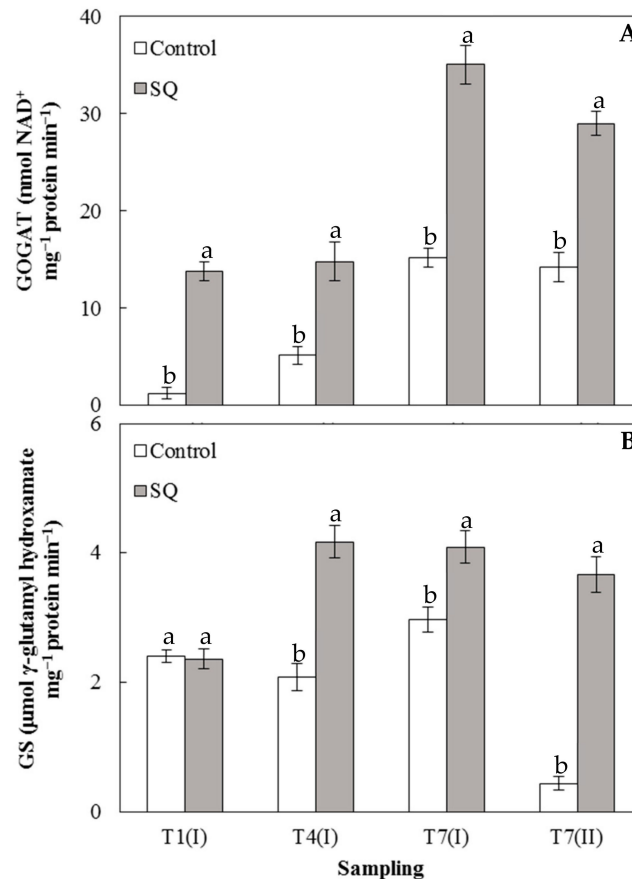 A
Control
SQ
GOGAT (nmol NAD⁺
mg⁻¹ protein min⁻¹)
40
30
20
10
0
b a b a b a b a
B
Control
SQ
GS (µmol γ-glutamyl hydroxamate
mg⁻¹ protein min⁻¹)
6
4
2
0
a a b a b a b a
T1(I) T4(I) T7(I) T7(II)
Sampling